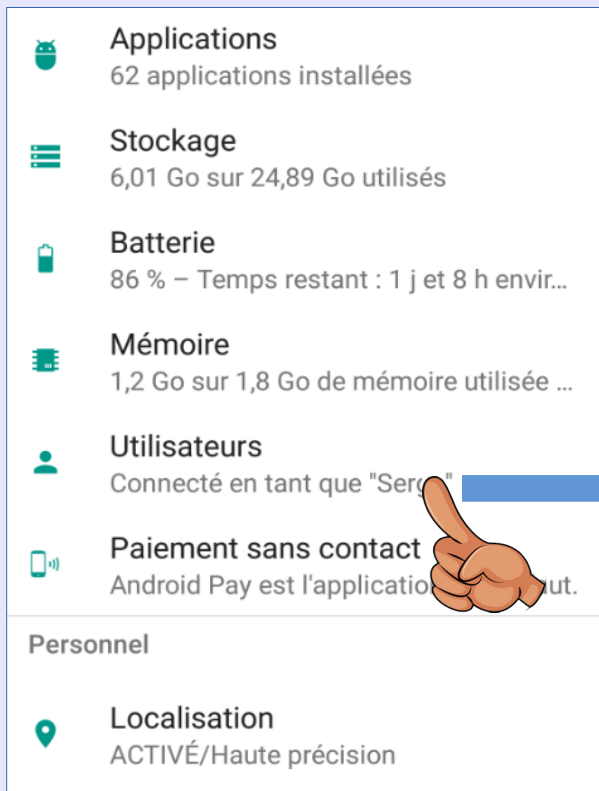 Applications
62 applications installées
Stockage
6,01 Go sur 24,89 Go utilisés
Batterie
86 % – Temps restant : 1 j et 8 h envir...
Mémoire
1,2 Go sur 1,8 Go de mémoire utilisée ...
Utilisateurs
Connecté en tant que "
Paiement sans contact
Android Pay est l'application
Personnel
Localisation
ACTIVÉ/Haute précision